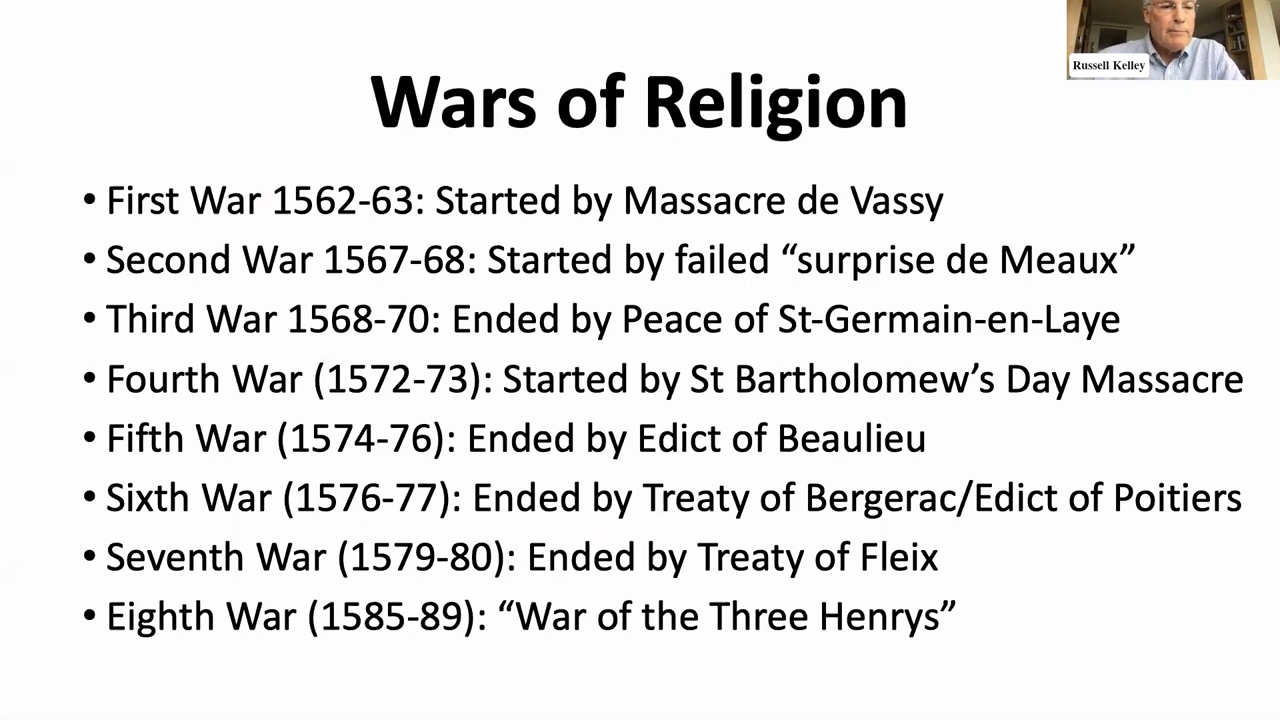 Russell Kelley
Wars of Religion
• First War 1562-63: Started by Massacre de Vassy
• Second War 1567-68: Started by failed “surprise de Meaux”
• Third War 1568-70: Ended by Peace of St-Germain-en-Laye
• Fourth War (1572-73): Started by St Bartholomew’s Day Massacre
• Fifth War (1574-76): Ended by Edict of Beaulieu
• Sixth War (1576-77): Ended by Treaty of Bergerac/Edict of Poitiers
• Seventh War (1579-80): Ended by Treaty of Fleix
• Eighth War (1585-89): “War of the Three Henrys”